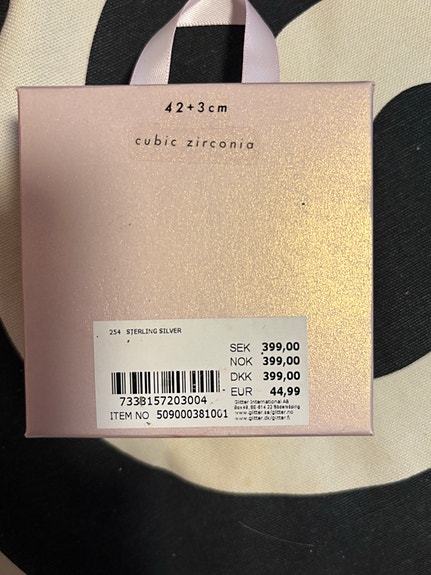 42+3cm
cubic zirconia
254 STERLING SILVER
SEK 399,00
NOK 399,00
DKK 399,00
EUR 44,99
7333157203004
ITEM NO 509000381001
Glitter International AB
www.glitter.se/glitter.no
www.glitter.dk/glitter.fi